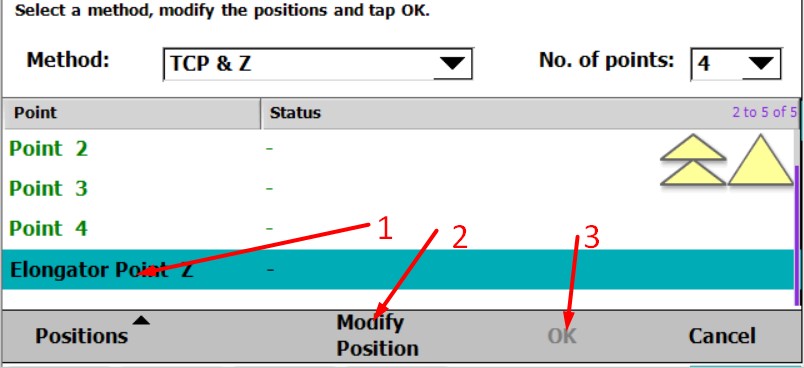 Select a method, modify the positions and tap OK.
Method: TCP & Z No. of points: 4
Point Status 2 to 5 of 5
Point 2 -
Point 3 -
Point 4 - 1 2 3
Elongator Point Z -
Positions Modify Position OK Cancel